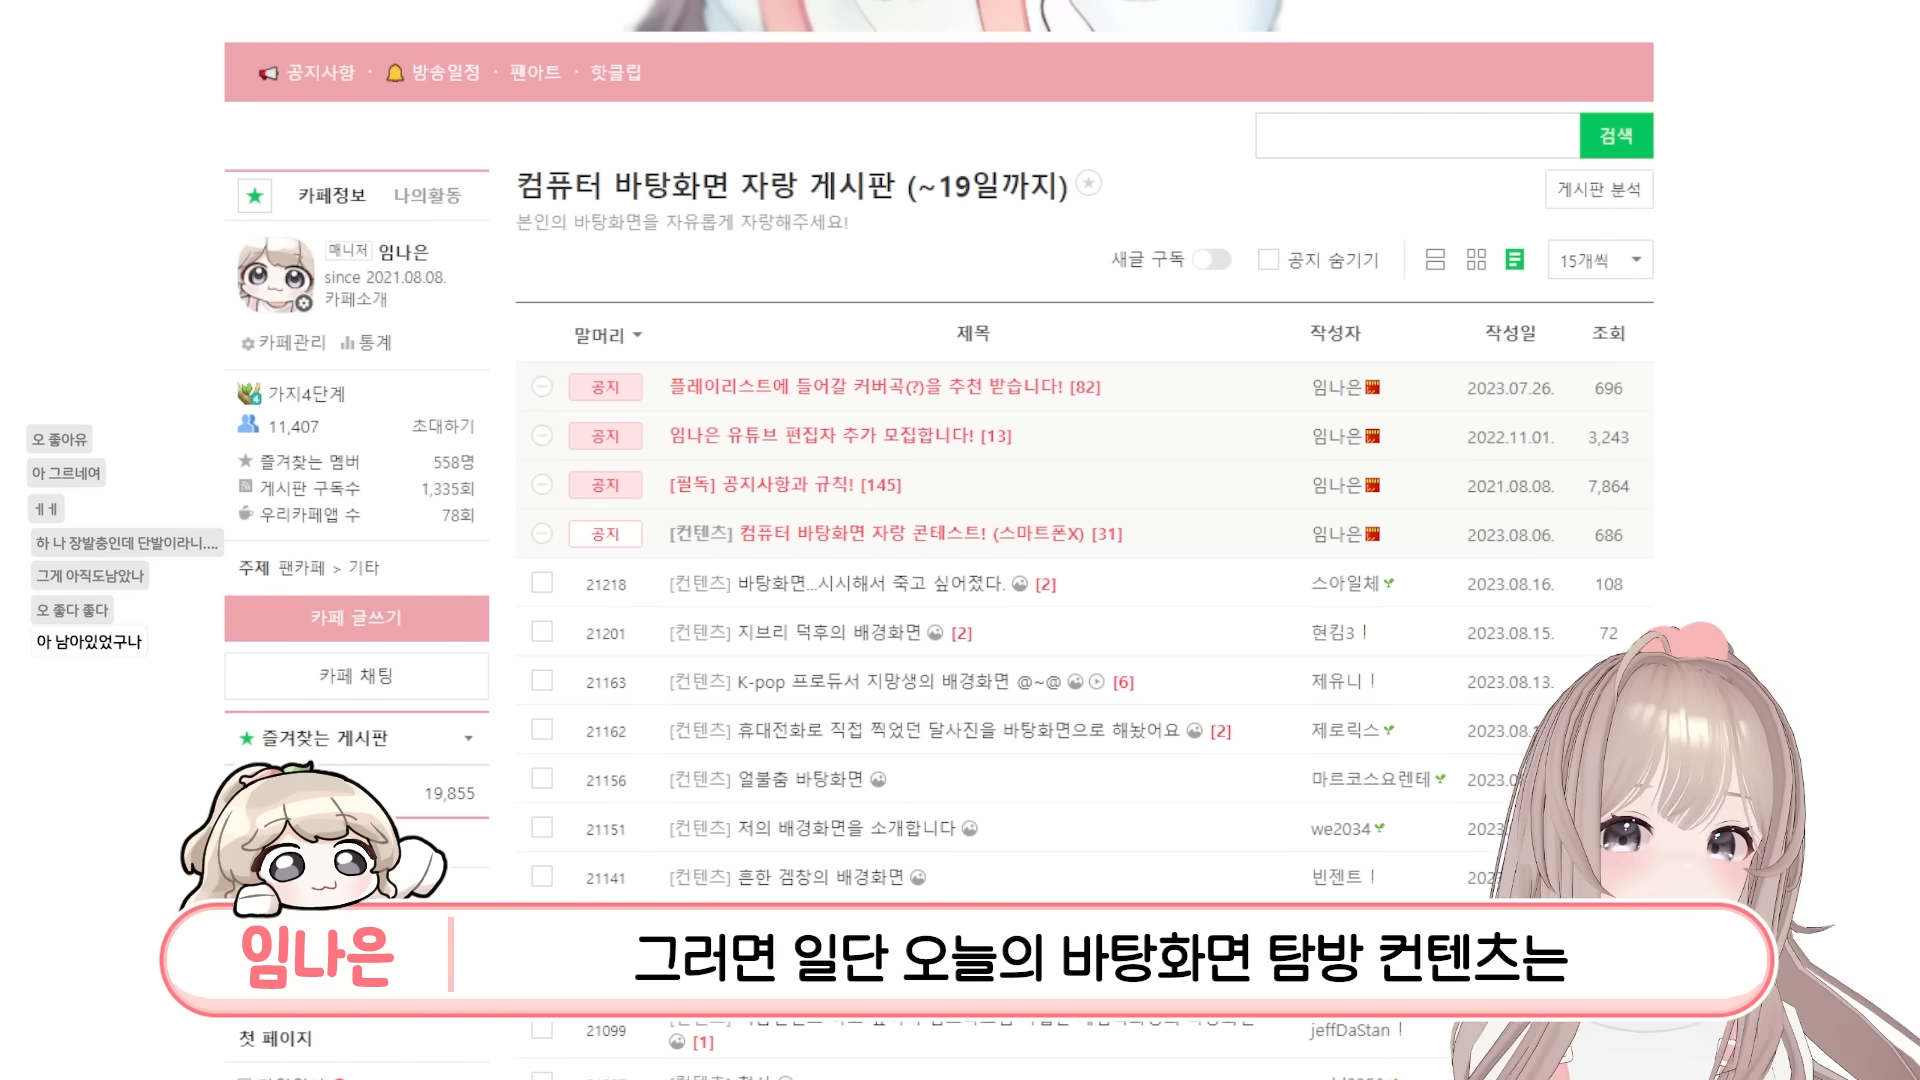 공지사항 · 방송일정 · 팬아트 · 핫클립
검색
카페정보 나의활동
매니저 임나은
since 2021.08.08.
카페소개
카페관리 통계
가지4단계
11,407 초대하기
즐겨찾는 멤버 558명
게시판 구독수 1,335회
우리카페앱 수 78회
주제 팬카페 > 기타
카페 글쓰기
카페 채팅
즐겨찾는 게시판
19,855
첫 페이지
오 좋아유
아 그르네여
ㅔㅔ
하 나 장발충인데 단발이라니....
그게 아직도남았나
오 좋다 좋다
아 남아있었구나
컴퓨터 바탕화면 자랑 게시판 (~19일까지)
게시판 분석
본인의 바탕화면을 자유롭게 자랑해주세요!
새글 구독 공지 숨기기 15개씩
말머리 제목 작성자 작성일 조회
공지 플레이리스트에 들어갈 커버곡(?)을 추천 받습니다! [82] 임나은 2023.07.26. 696
공지 임나은 유튜브 편집자 추가 모집합니다! [13] 임나은 2022.11.01. 3,243
공지 [필독] 공지사항과 규칙! [145] 임나은 2021.08.08. 7,864
공지 [컨텐츠] 컴퓨터 바탕화면 자랑 콘테스트! (스마트폰X) [31] 임나은 2023.08.06. 686
21218 [컨텐츠] 바탕화면...시시해서 죽고 싶어졌다. [2] 스아일체 2023.08.16. 108
21201 [컨텐츠] 지브리 덕후의 배경화면 [2] 현킴3 2023.08.15. 72
21163 [컨텐츠] K-pop 프로듀서 지망생의 배경화면 @~@ [6] 제유니 2023.08.13.
21162 [컨텐츠] 휴대전화로 직접 찍었던 달사진을 바탕화면으로 해놨어요 [2] 제로릭스 2023.08.
21156 [컨텐츠] 얼불춤 바탕화면 마르코스요렌테 2023.0
21151 [컨텐츠] 저의 배경화면을 소개합니다 we2034 2023.
21141 [컨텐츠] 흔한 겜창의 배경화면 빈젠트 202
임나은 그러면 일단 오늘의 바탕화면 탐방 컨텐츠는
21099 jeffDaStan
[1]